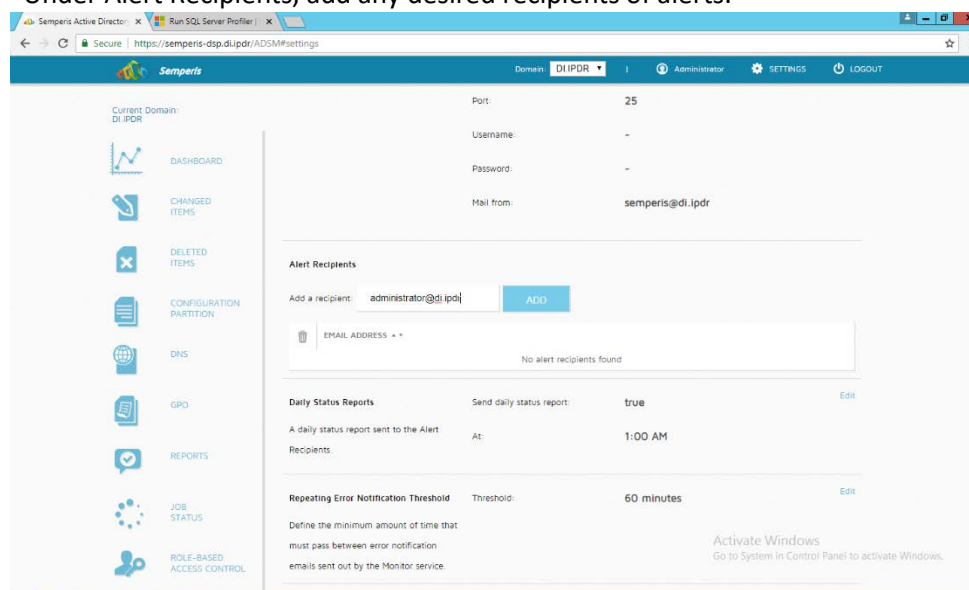 Under Alert Recipients, add any desired recipients of alerts.
Semperis Active Director
Run SQL Server Profiler |
Secure | https://semperis-dsp.di.ipdr/ADSM#settings
Semperis
Domain: DI.IPDR
Administrator
SETTINGS
LOGOUT
Current Domain:
DI.IPDR
DASHBOARD
CHANGED
ITEMS
DELETED
ITEMS
CONFIGURATION
PARTITION
DNS
GPO
REPORTS
JOB
STATUS
ROLE-BASED
ACCESS CONTROL
Port: 25
Username: -
Password: -
Mail from: semperis@di.ipdr
Alert Recipients
Add a recipient: administrator@di.ipdr ADD
EMAIL ADDRESS
No alert recipients found
Daily Status Reports Send daily status report: true Edit
A daily status report sent to the Alert
Recipients.
At: 1:00 AM
Repeating Error Notification Threshold Threshold: 60 minutes Edit
Define the minimum amount of time that
must pass between error notification
emails sent out by the Monitor service.
Activate Windows
Go to System in Control Panel to activate Windows.